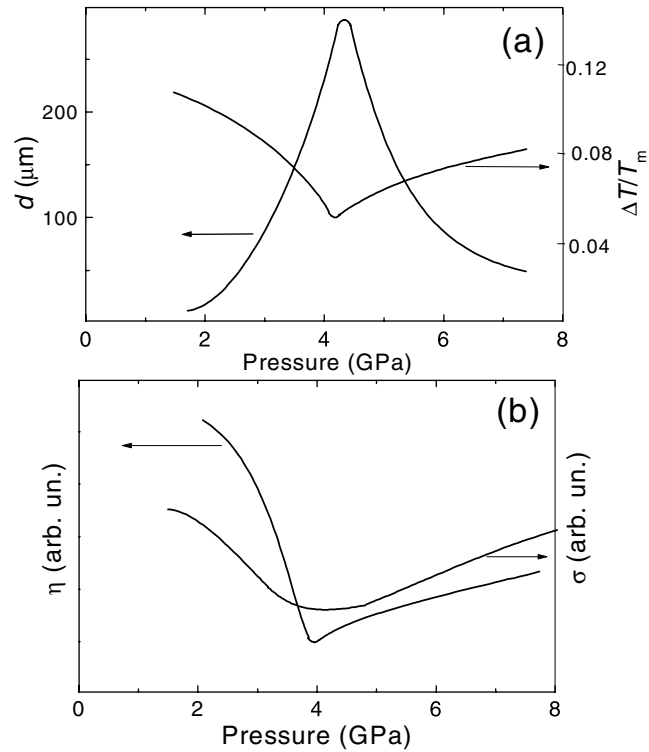 (a)
200
100
d (μm)
0.12
0.08
0.04
ΔT/Tm
0 2 4 6 8
Pressure (GPa)
(b)
η (arb. un.)
σ (arb. un.)
0 2 4 6 8
Pressure (GPa)